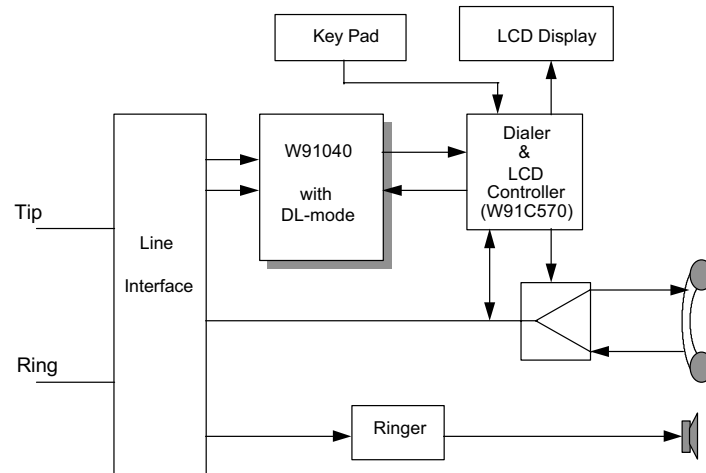 Key Pad
LCD Display
W91040
with
DL-mode
Dialer
&
LCD
Controller
(W91C570)
Tip
Line
Interface
Ring
Ringer